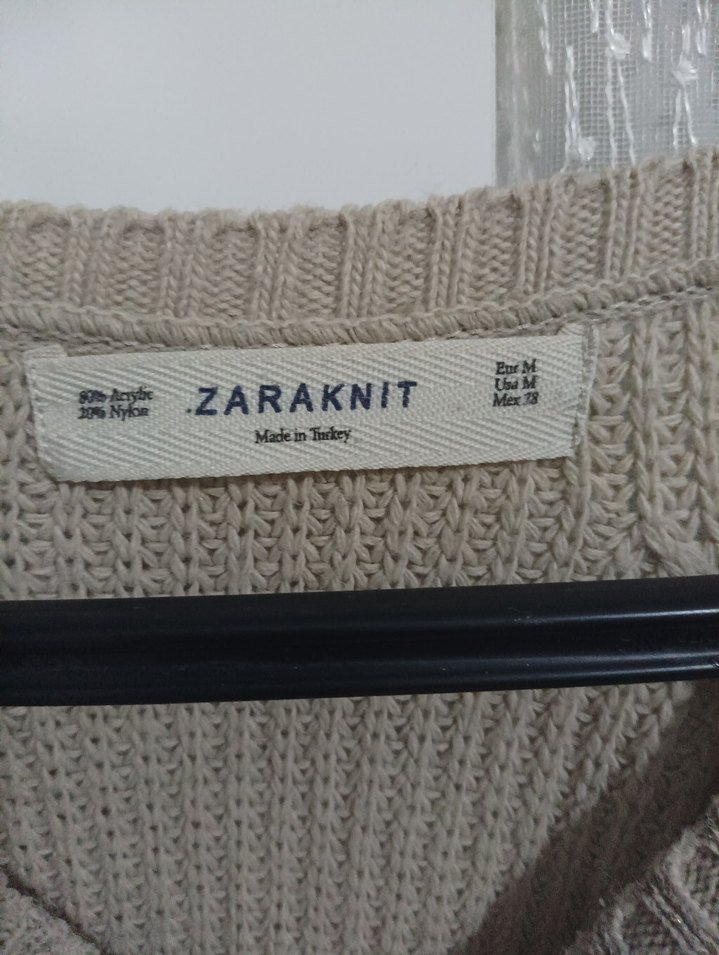 80% Acrylic
20% Nylon
.ZARAKNIT
Made in Turkey
Eur M
Usa M
Mex 28